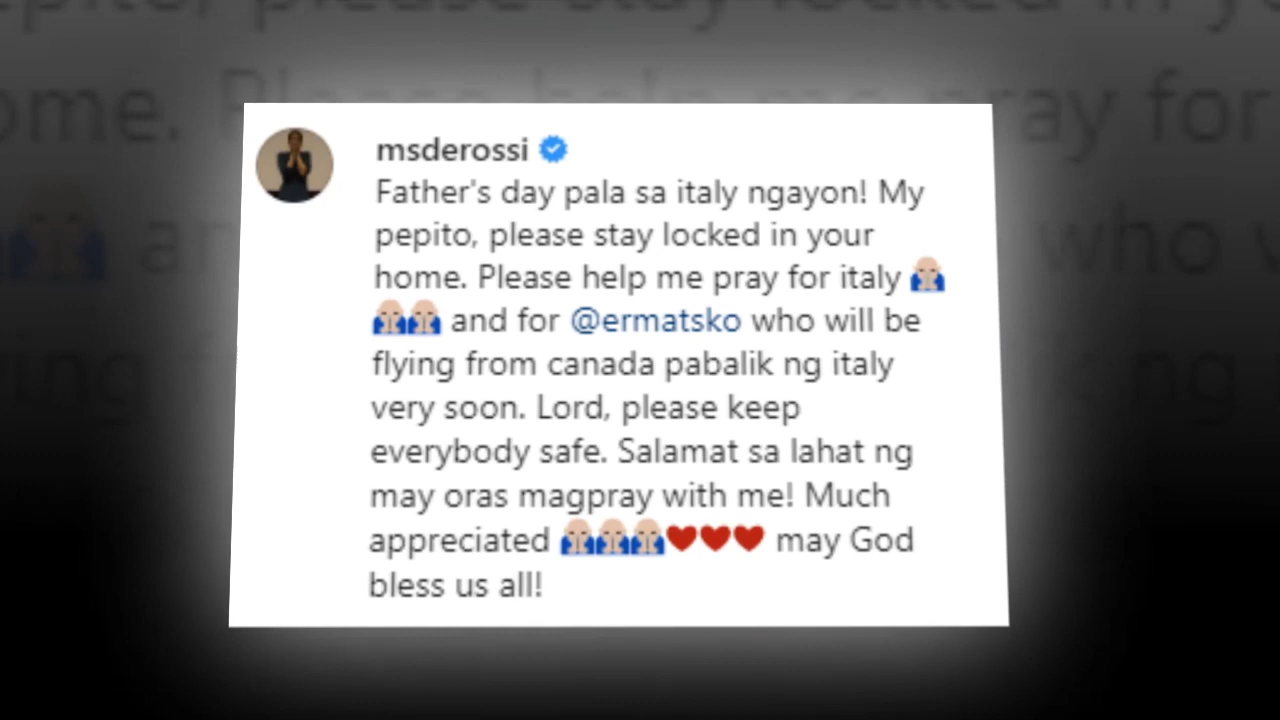 msderossi
Father's day pala sa italy ngayon! My
pepito, please stay locked in your
home. Please help me pray for italy 🙏🏼
🙏🏼🙏🏼 and for @ermatsko who will be
flying from canada pabalik ng italy
very soon. Lord, please keep
everybody safe. Salamat sa lahat ng
may oras magpray with me! Much
appreciated 🙏🏼🙏🏼🙏🏼❤️❤️❤️ may God
bless us all!